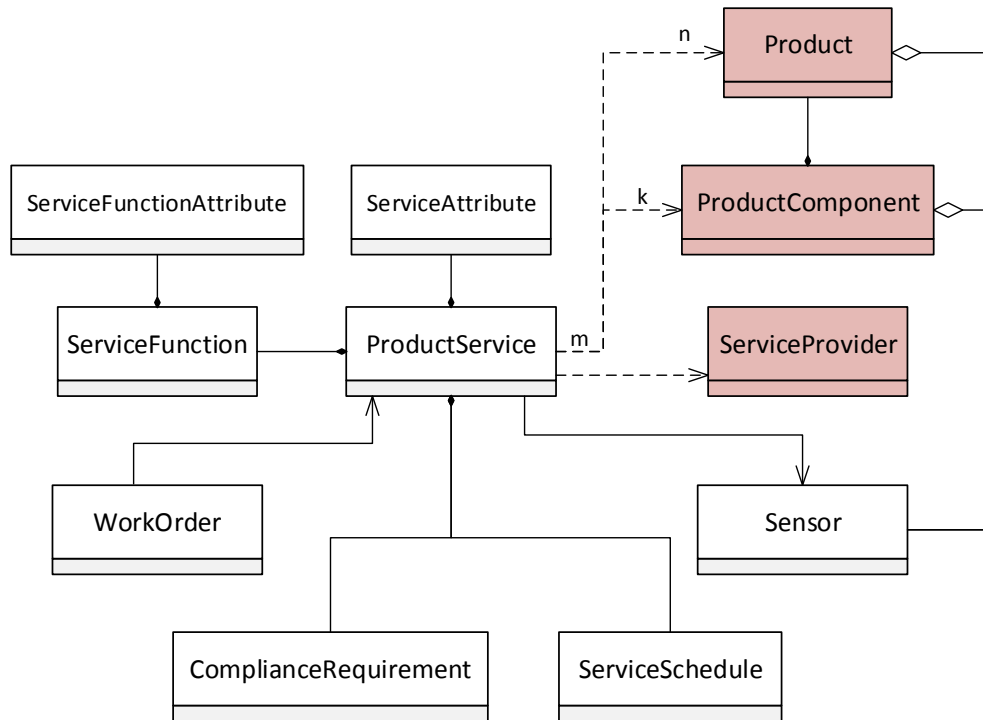 n
Product
ServiceFunctionAttribute
ServiceAttribute
k
ProductComponent
ServiceFunction
ProductService
m
ServiceProvider
WorkOrder
Sensor
ComplianceRequirement
ServiceSchedule